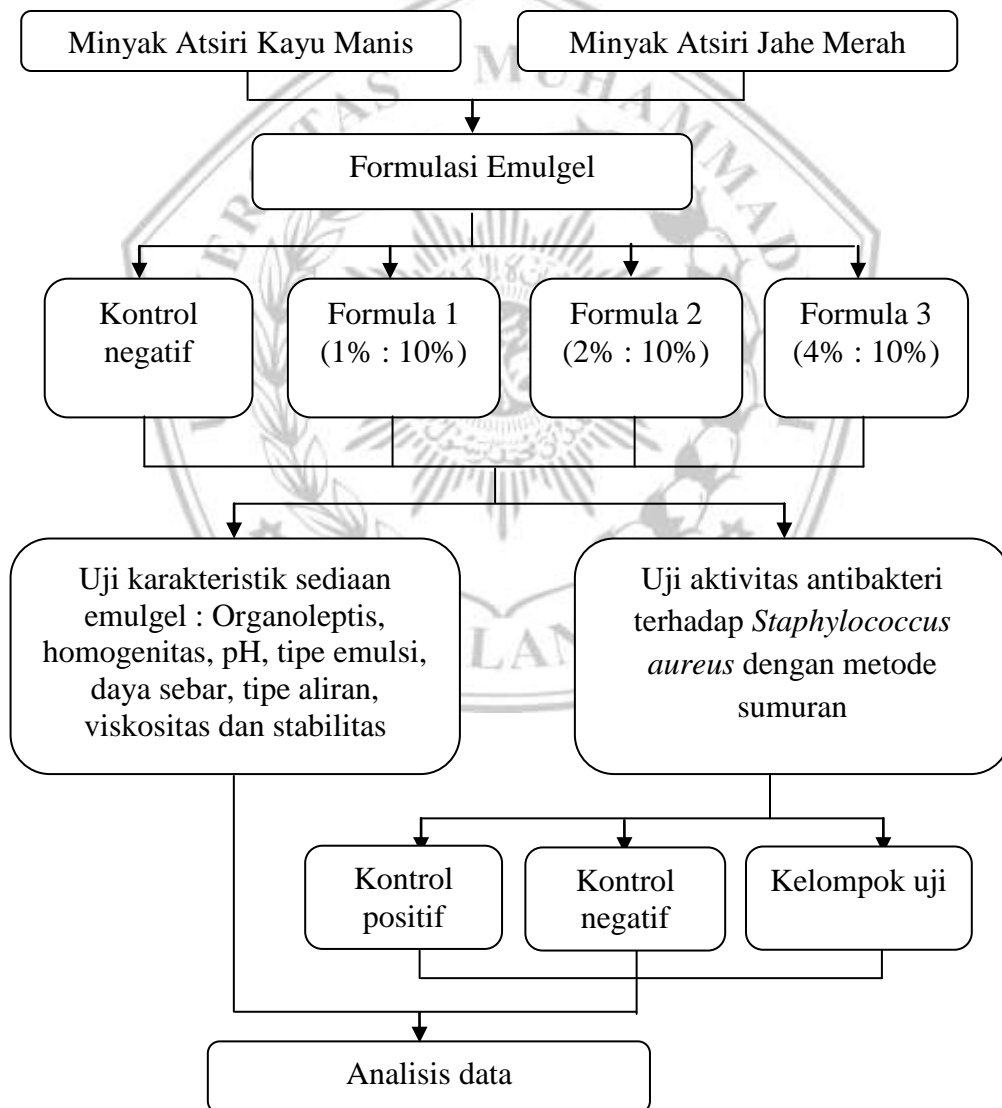 Minyak Atsiri Kayu Manis
Minyak Atsiri Jahe Merah
Formulasi Emulgel
Kontrol
negatif
Formula 1
(1% : 10%)
Formula 2
(2% : 10%)
Formula 3
(4% : 10%)
Uji karakteristik sediaan
emulgel : Organoleptis,
homogenitas, pH, tipe emulsi,
daya sebar, tipe aliran,
viskositas dan stabilitas
Uji aktivitas antibakteri
terhadap Staphylococcus
aureus dengan metode
sumuran
Kontrol
positif
Kontrol
negatif
Kelompok uji
Analisis data